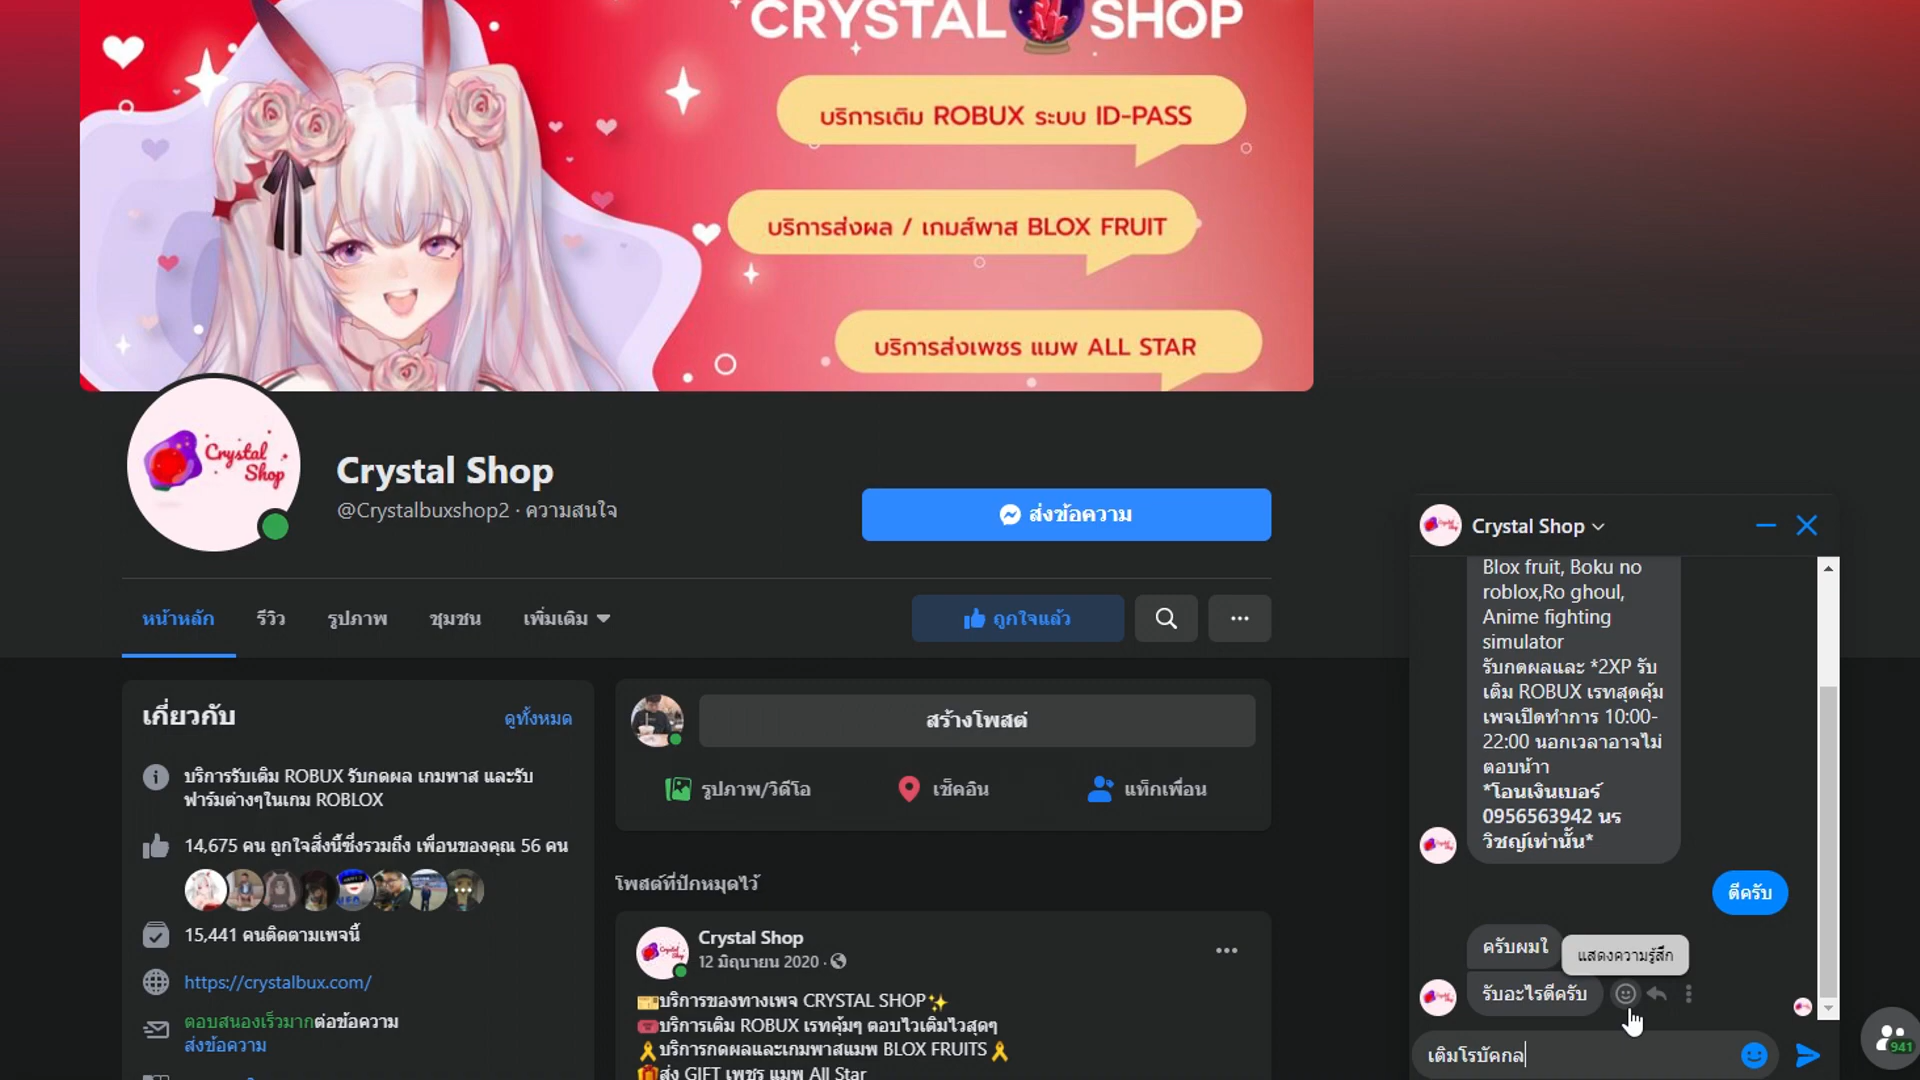 CRYSTAL SHOP
บริการเติม ROBUX ระบบ ID-PASS
บริการส่งผล / เกมส์พาส BLOX FRUIT
บริการส่งเพชร แมพ ALL STAR
Crystal Shop
Crystal Shop
@Crystalbuxshop2 · ความสนใจ
ส่งข้อความ
หน้าหลัก รีวิว รูปภาพ ชุมชน เพิ่มเติม
ถูกใจแล้ว
เกี่ยวกับ
ดูทั้งหมด
บริการรับเติม ROBUX รับกดผล เกมพาส และรับ
ฟาร์มต่างๆในเกม ROBLOX
14,675 คน ถูกใจสิ่งนี้ซึ่งรวมถึง เพื่อนของคุณ 56 คน
15,441 คนติดตามเพจนี้
https://crystalbux.com/
ตอบสนองเร็วมากต่อข้อความ
ส่งข้อความ
สร้างโพสต์
รูปภาพ/วิดีโอ เช็คอิน แท็กเพื่อน
โพสต์ที่ปักหมุดไว้
Crystal Shop
12 มิถุนายน 2020 ·
🎫บริการของทางเพจ CRYSTAL SHOP✨
🎟บริการเติม ROBUX เรทคุ้มๆ ตอบไวเติมไวสุดๆ
🎗บริการกดผลและเกมพาสแมพ BLOX FRUITS🎗
🎁ส่ง GIFT เพชร แมพ All Star
Crystal Shop
Blox fruit, Boku no
roblox,Ro ghoul,
Anime fighting
simulator
รับกดผลและ *2XP รับ
เติม ROBUX เรทสุดคุ้ม
เพจเปิดทำการ 10:00-
22:00 นอกเวลาอาจไม่
ตอบน้าา
*โอนเงินเบอร์
0956563942 นร
วิชญ์เท่านั้น*
ตีครับ
ครับผมใ
แสดงความรู้สึก
รับอะไรดีครับ
เติมโรบัคกล
941